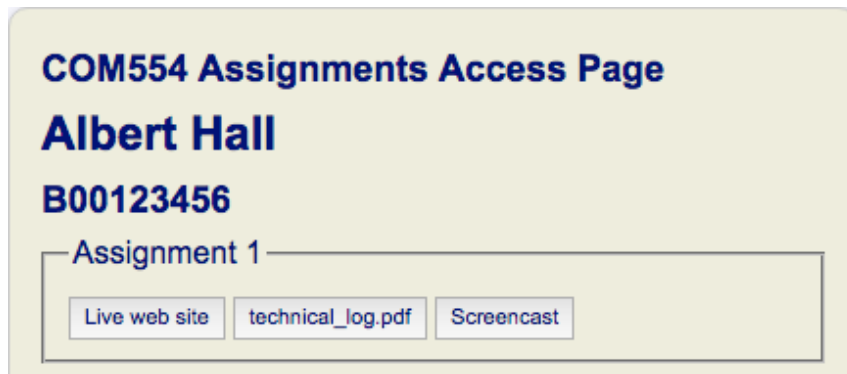 COM554 Assignments Access Page
Albert Hall
B00123456
Assignment 1
Live web site technical_log.pdf Screencast